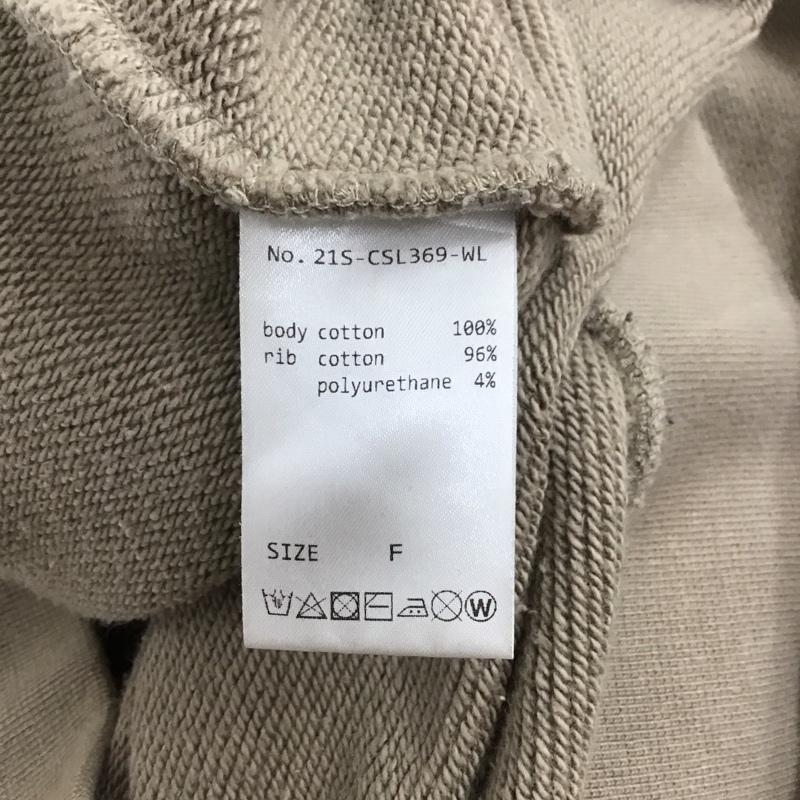 No. 21S-CSL369-WL
body cotton 100%
rib cotton 96%
polyurethane 4%
SIZE F
W